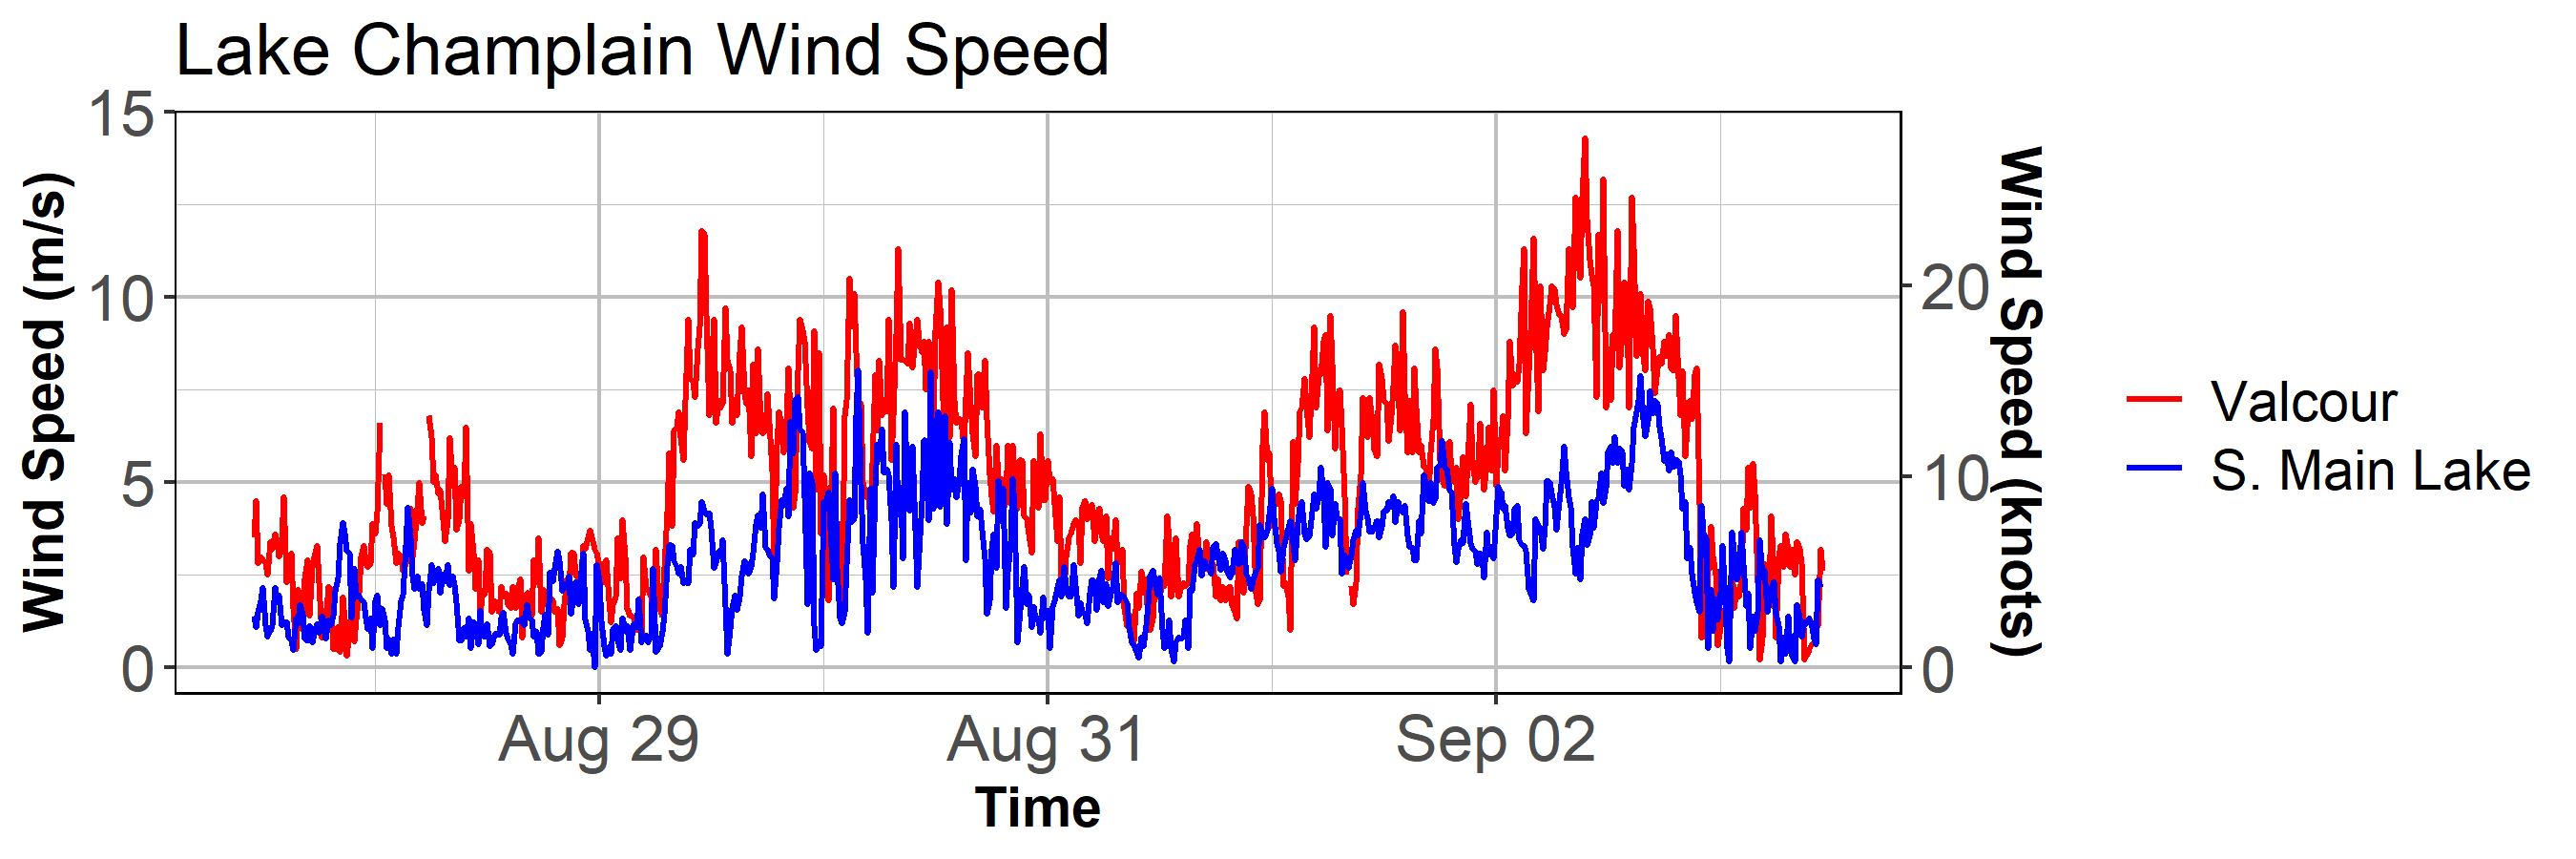 Lake Champlain Wind Speed
Wind Speed (m/s)
15
10
5
0
Wind Speed (knots)
20
10
0
Aug 29
Aug 31
Sep 02
Time
Valcour
S. Main Lake